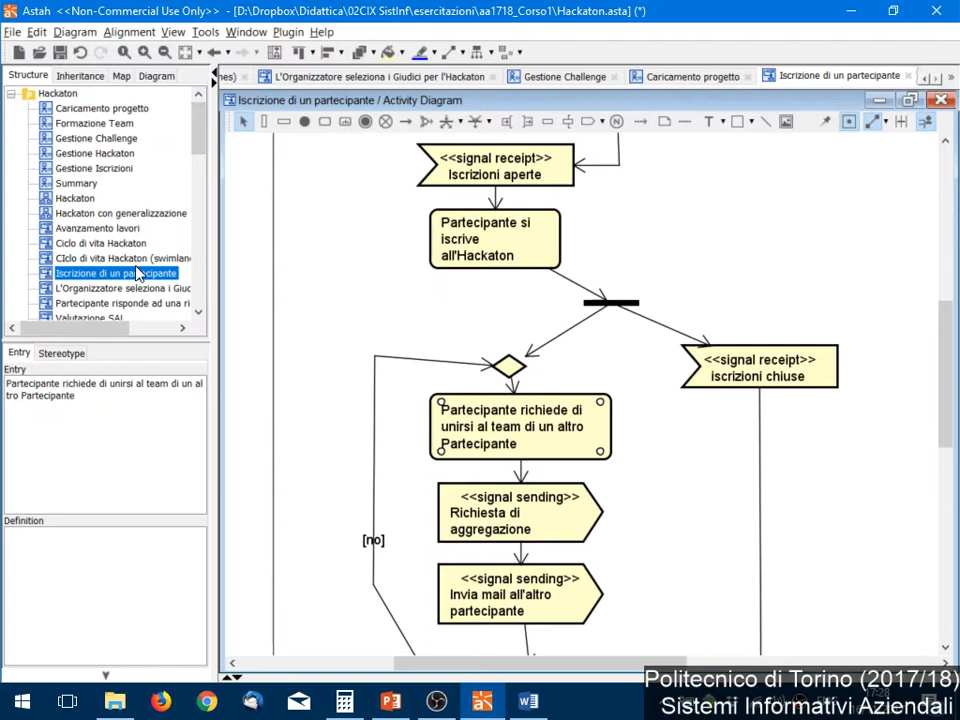 Astah <<Non-Commercial Use Only>> - [D:\Dropbox\Didattica\02CIX SistInf\esercitazioni\aa1718_Corso1\Hackaton.asta] (*)
File Edit Diagram Alignment View Tools Window Plugin Help
Structure Inheritance Map Diagram
L'Organizzatore seleziona i Giudici per l'Hackaton
Gestione Challenge
Caricamento progetto
Iscrizione di un partecipante
Iscrizione di un partecipante / Activity Diagram
Hackaton
Caricamento progetto
Formazione Team
Gestione Challenge
Gestione Hackaton
Gestione Iscrizioni
Summary
Hackaton
Hackaton con generalizzazione
Avanzamento lavori
Ciclo di vita Hackaton
CIclo di vita Hackaton (swimlan
Iscrizione di un partecipante
L'Organizzatore seleziona i Giuc
Partecipante risponde ad una ri
Valutazione SAL
Entry Stereotype
Entry
Partecipante richiede di unirsi al team di un al
tro Partecipante
Definition
<<signal receipt>>
Iscrizioni aperte
Partecipante si
iscrive
all'Hackaton
<<signal receipt>>
iscrizioni chiuse
Partecipante richiede di
unirsi al team di un altro
Partecipante
<<signal sending>>
Richiesta di
aggregazione
[no]
<<signal sending>>
Invia mail all'altro
partecipante
Politecnico di Torino (2017/18)
Sistemi Informativi Aziendali